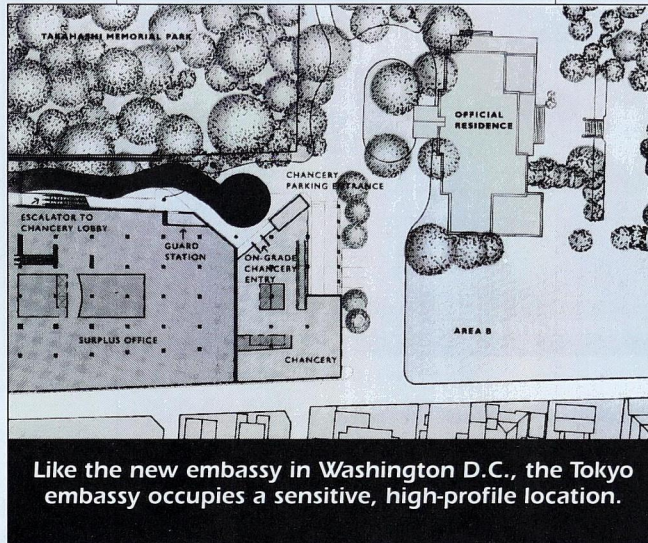 TAKAHASHI MEMORIAL PARK
OFFICIAL
RESIDENCE
CHANCERY
PARKING ENTRANCE
ESCALATOR TO
CHANCERY LOBBY
GUARD
STATION
ON-GRADE
CHANCERY
ENTRY
SURPLUS OFFICE
AREA B
CHANCERY
Like the new embassy in Washington D.C., the Tokyo
embassy occupies a sensitive, high-profile location.